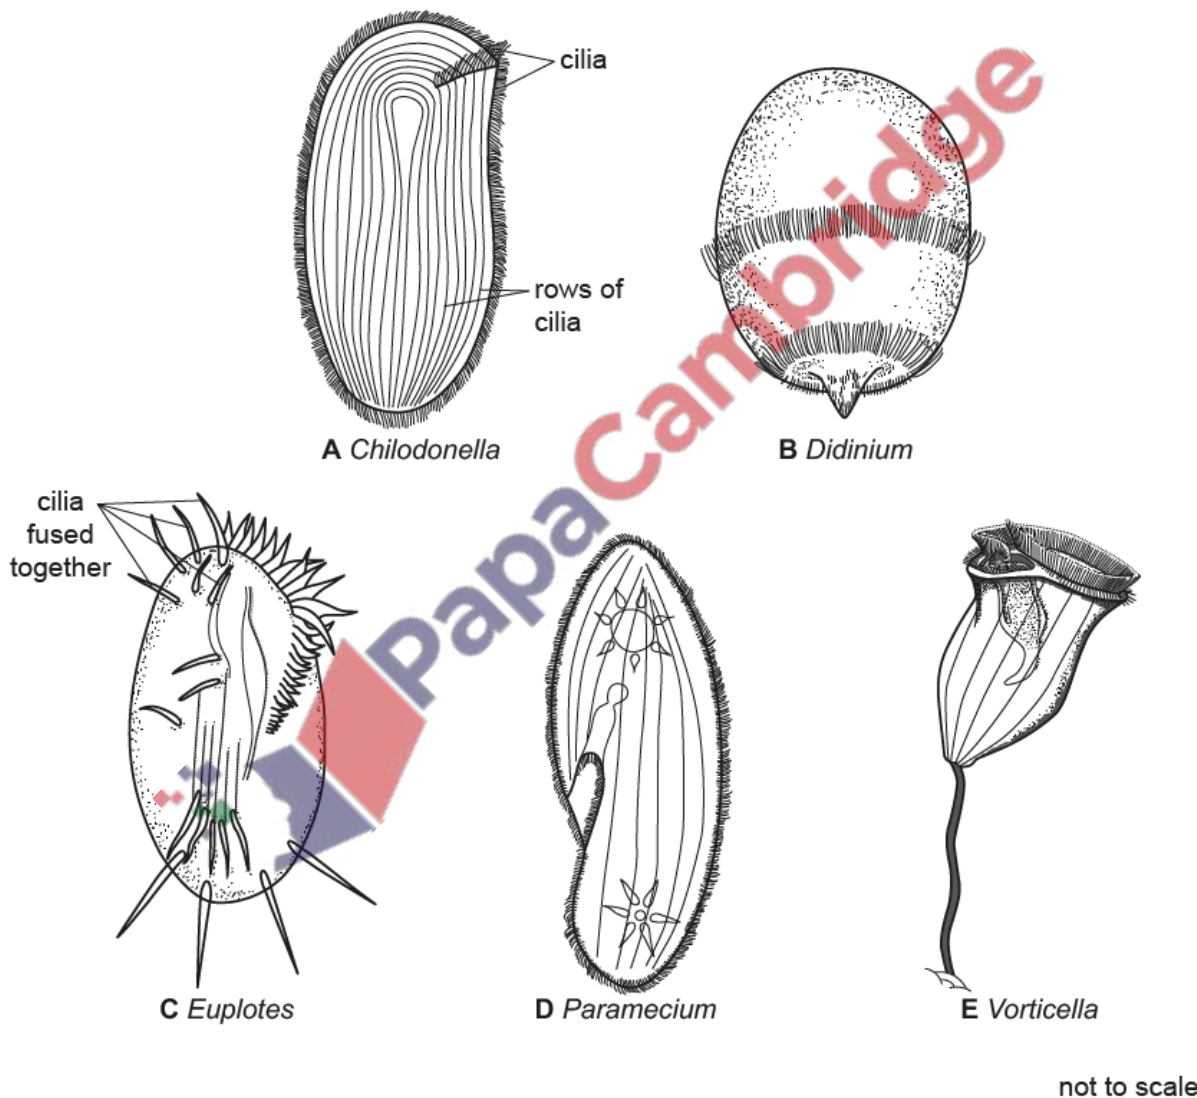 cilia
rows of
cilia
A Chilodonella
B Didinium
cilia
fused
together
C Euplotes
D Paramecium
E Vorticella
not to scale
PapaCambridge